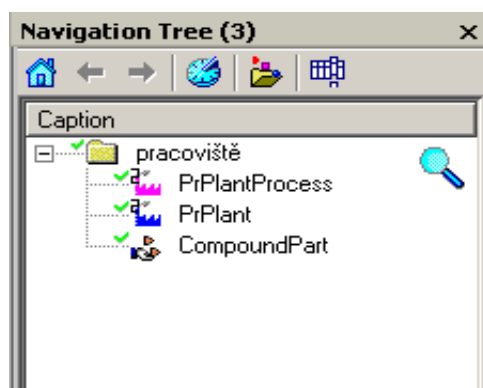 Navigation Tree (3)
Caption
pracoviště
PrPlantProcess
PrPlant
CompoundPart